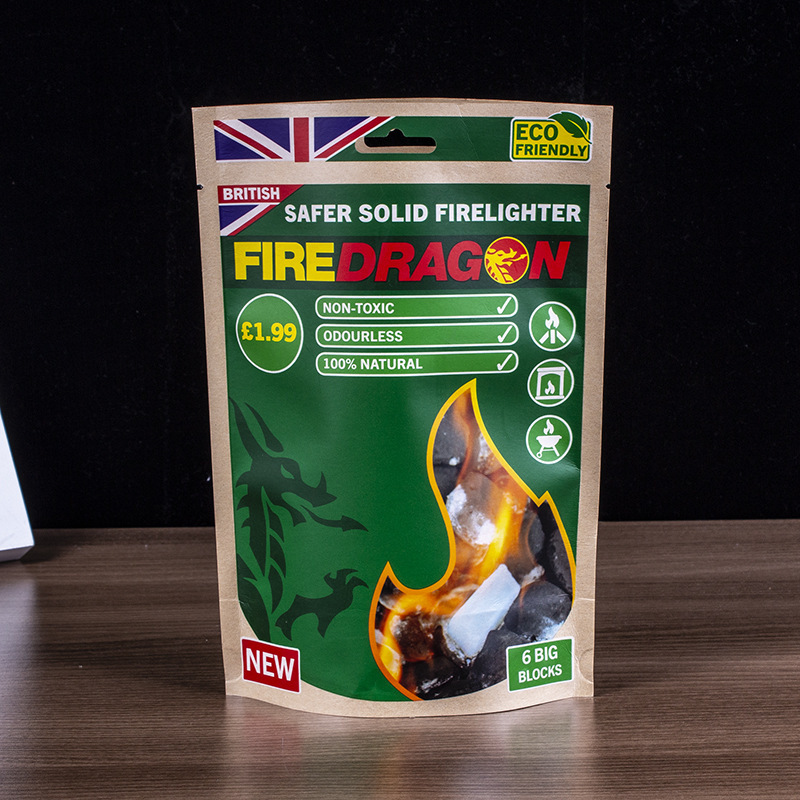 ECO
FRIENDLY
BRITISH
SAFER SOLID FIRELIGHTER
FIREDRAGON
£1.99
NON-TOXIC
ODOURLESS
100% NATURAL
NEW
6 BIG
BLOCKS